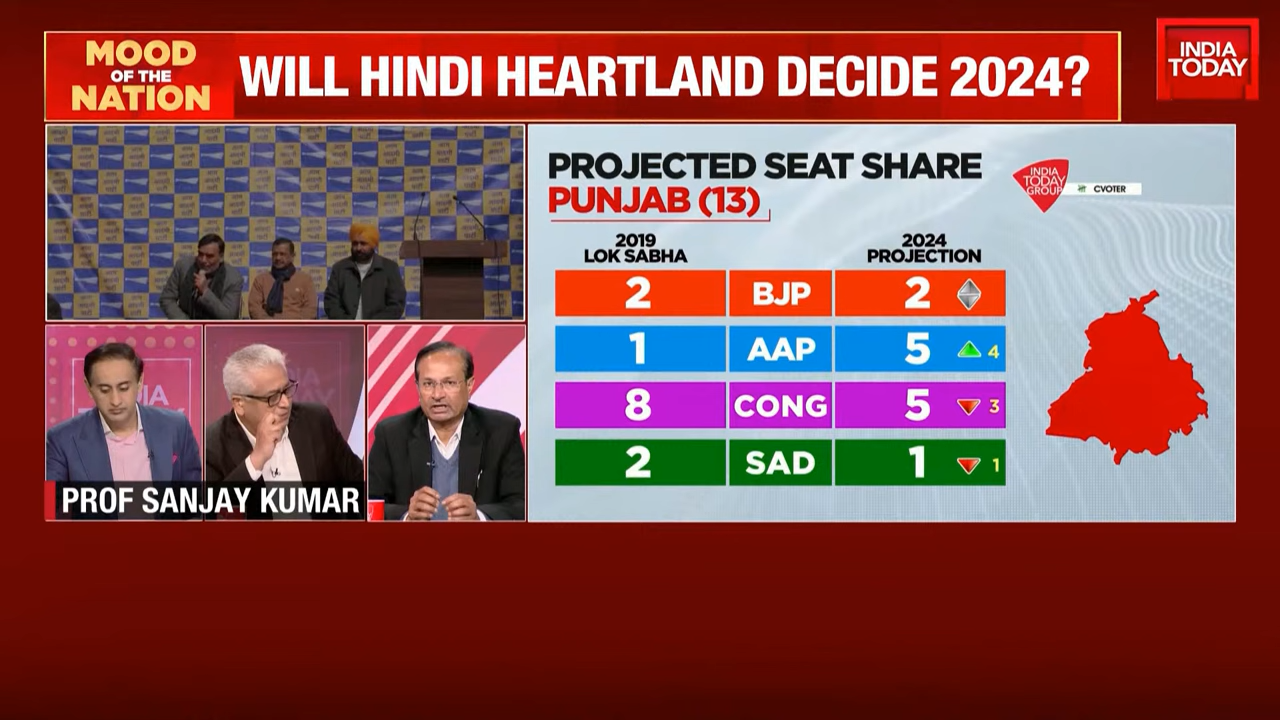 MOOD
OF THE
NATION
WILL HINDI HEARTLAND DECIDE 2024?
INDIA
TODAY
PROJECTED SEAT SHARE
PUNJAB (13)
INDIA
TODAY
GROUP
CVOTER
2019
LOK SABHA
2024
PROJECTION
2 BJP 2
1 AAP 5 4
8 CONG 5 3
2 SAD 1 1
PROF SANJAY KUMAR